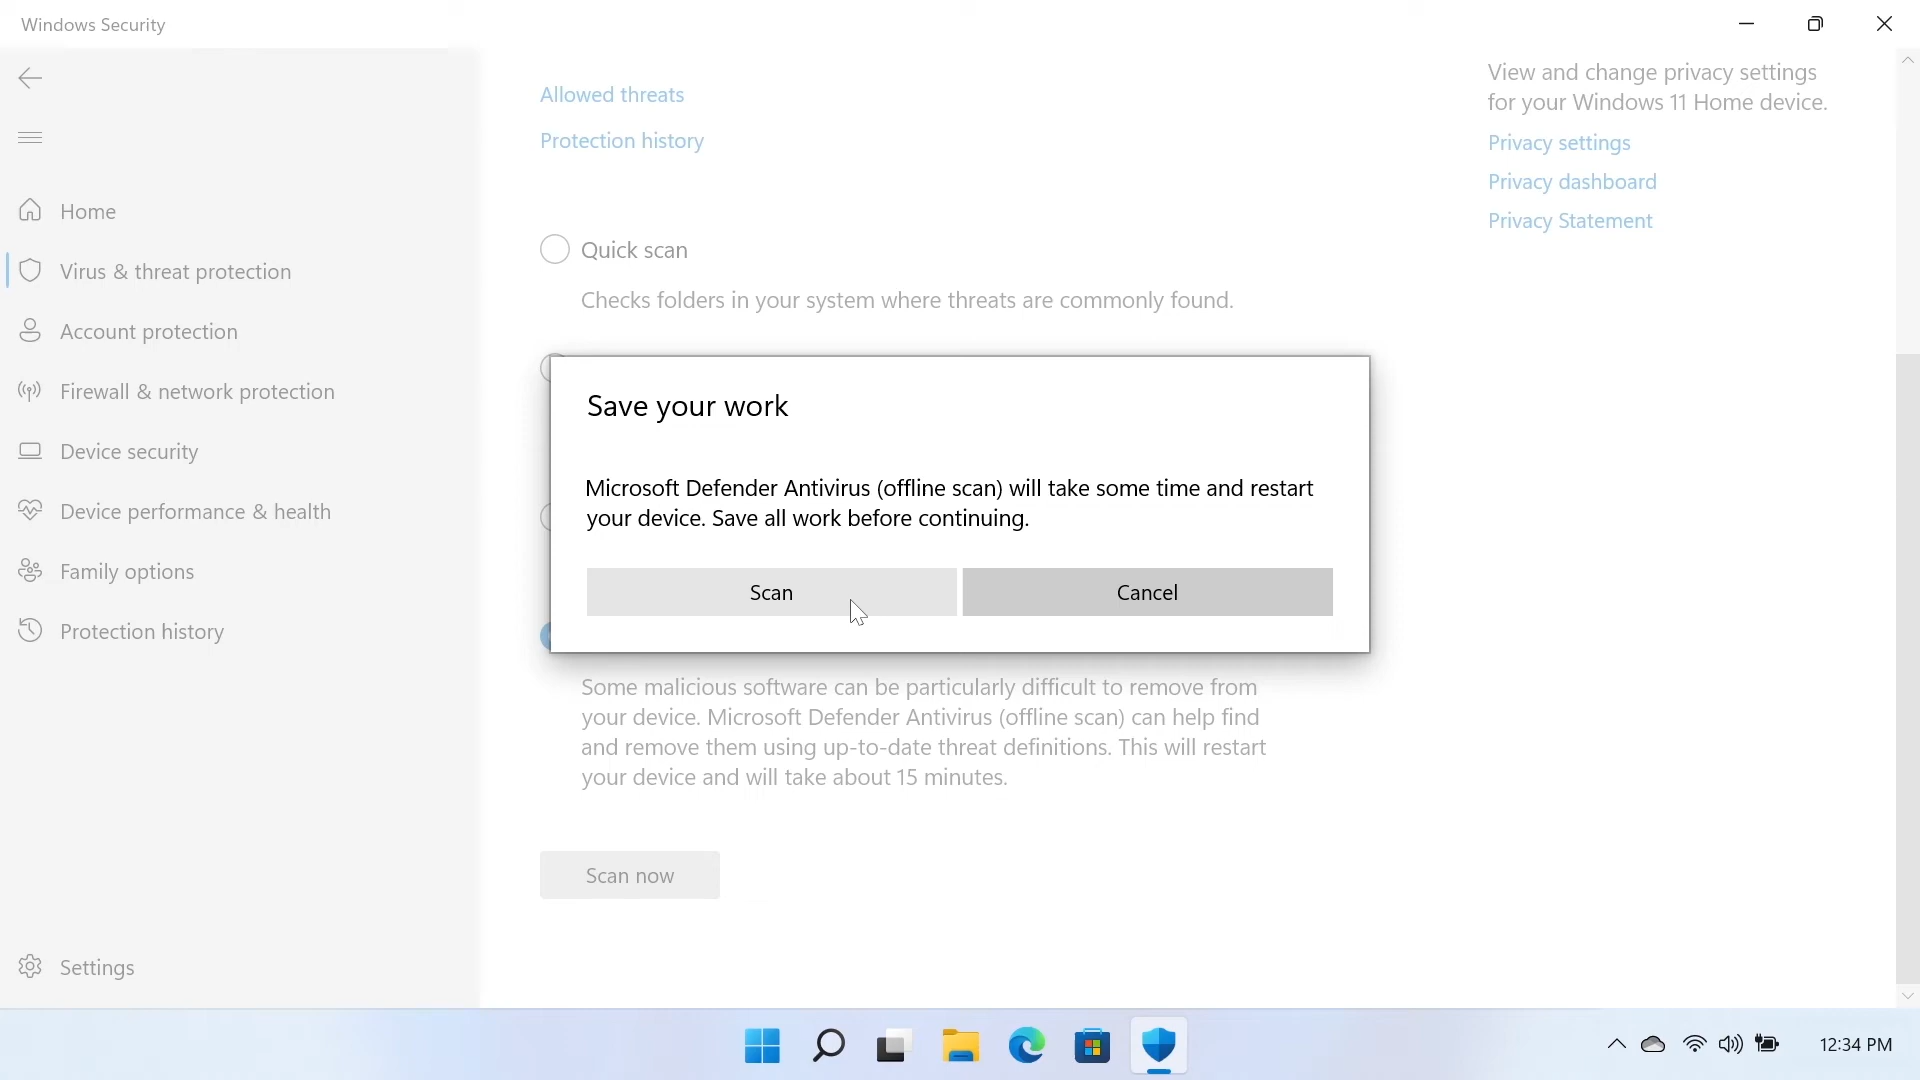 Windows Security
Allowed threats
Protection history
View and change privacy settings
for your Windows 11 Home device.
Privacy settings
Privacy dashboard
Privacy Statement
Home
Virus & threat protection
Account protection
Firewall & network protection
Device security
Device performance & health
Family options
Protection history
Settings
Quick scan
Checks folders in your system where threats are commonly found.
Save your work
Microsoft Defender Antivirus (offline scan) will take some time and restart
your device. Save all work before continuing.
Scan
Cancel
Some malicious software can be particularly difficult to remove from
your device. Microsoft Defender Antivirus (offline scan) can help find
and remove them using up-to-date threat definitions. This will restart
your device and will take about 15 minutes.
Scan now
12:34 PM